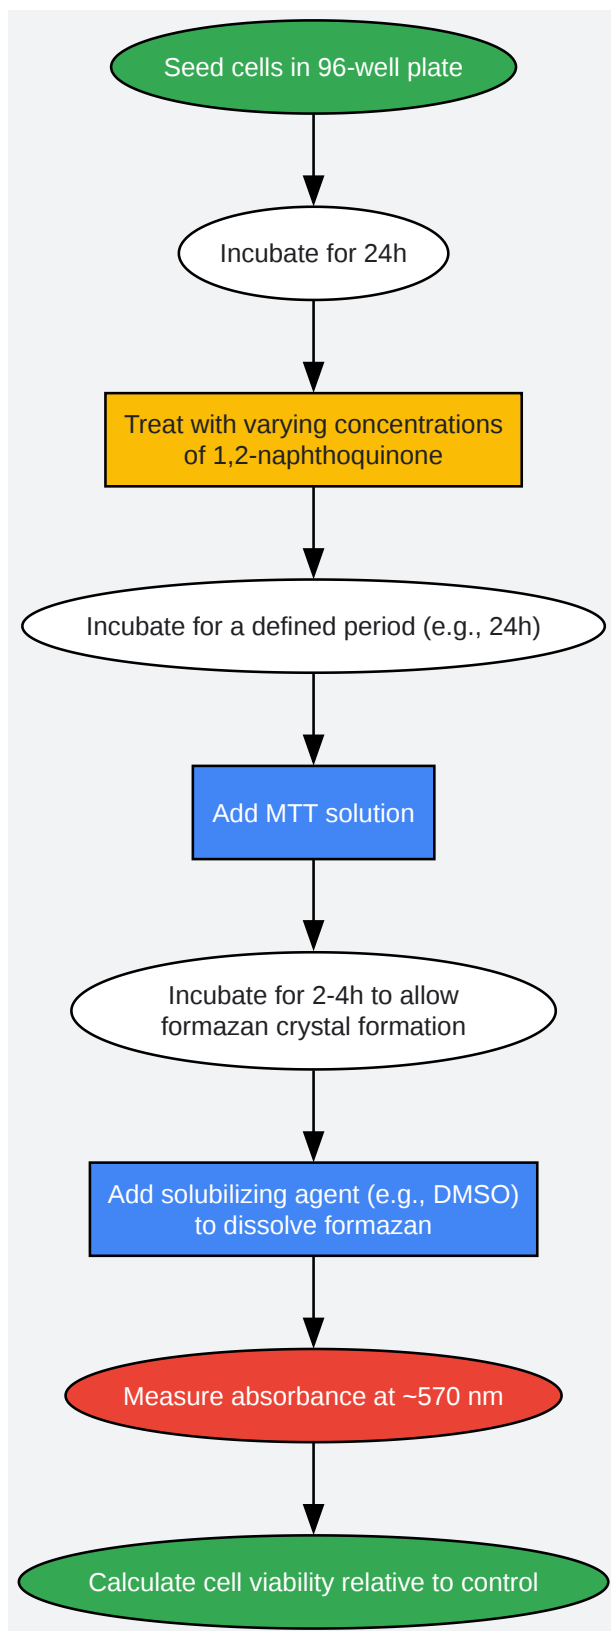 Seed cells in 96-well plate
Incubate for 24h
Treat with varying concentrations
of 1,2-naphthoquinone
Incubate for a defined period (e.g., 24h)
Add MTT solution
Incubate for 2-4h to allow
formazan crystal formation
Add solubilizing agent (e.g., DMSO)
to dissolve formazan
Measure absorbance at ~570 nm
Calculate cell viability relative to control